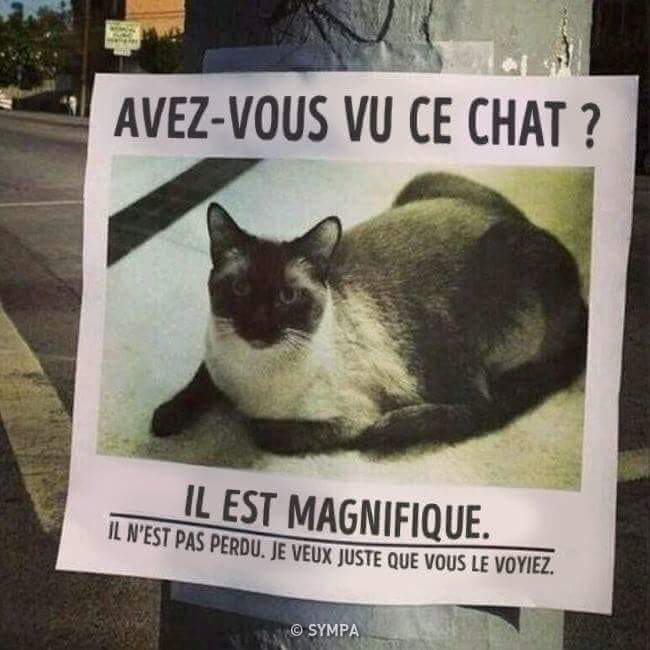 AVEZ-VOUS VU CE CHAT ?
IL EST MAGNIFIQUE.
IL N'EST PAS PERDU. JE VEUX JUSTE QUE VOUS LE VOYIEZ.
© SYMPA